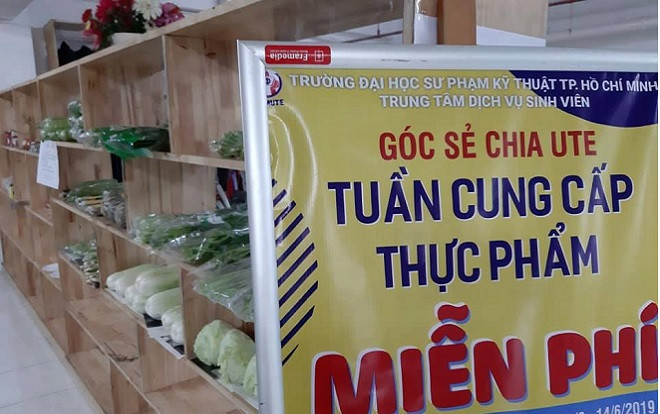 Eramedia
TRƯỜNG ĐẠI HỌC SƯ PHẠM KỸ THUẬT TP. HỒ CHÍ MINH
TRUNG TÂM DỊCH VỤ SINH VIÊN
UTE
GÓC SẺ CHIA UTE
TUẦN CUNG CẤP
THỰC PHẨM
MIỄN PHÍ
14/6/2019